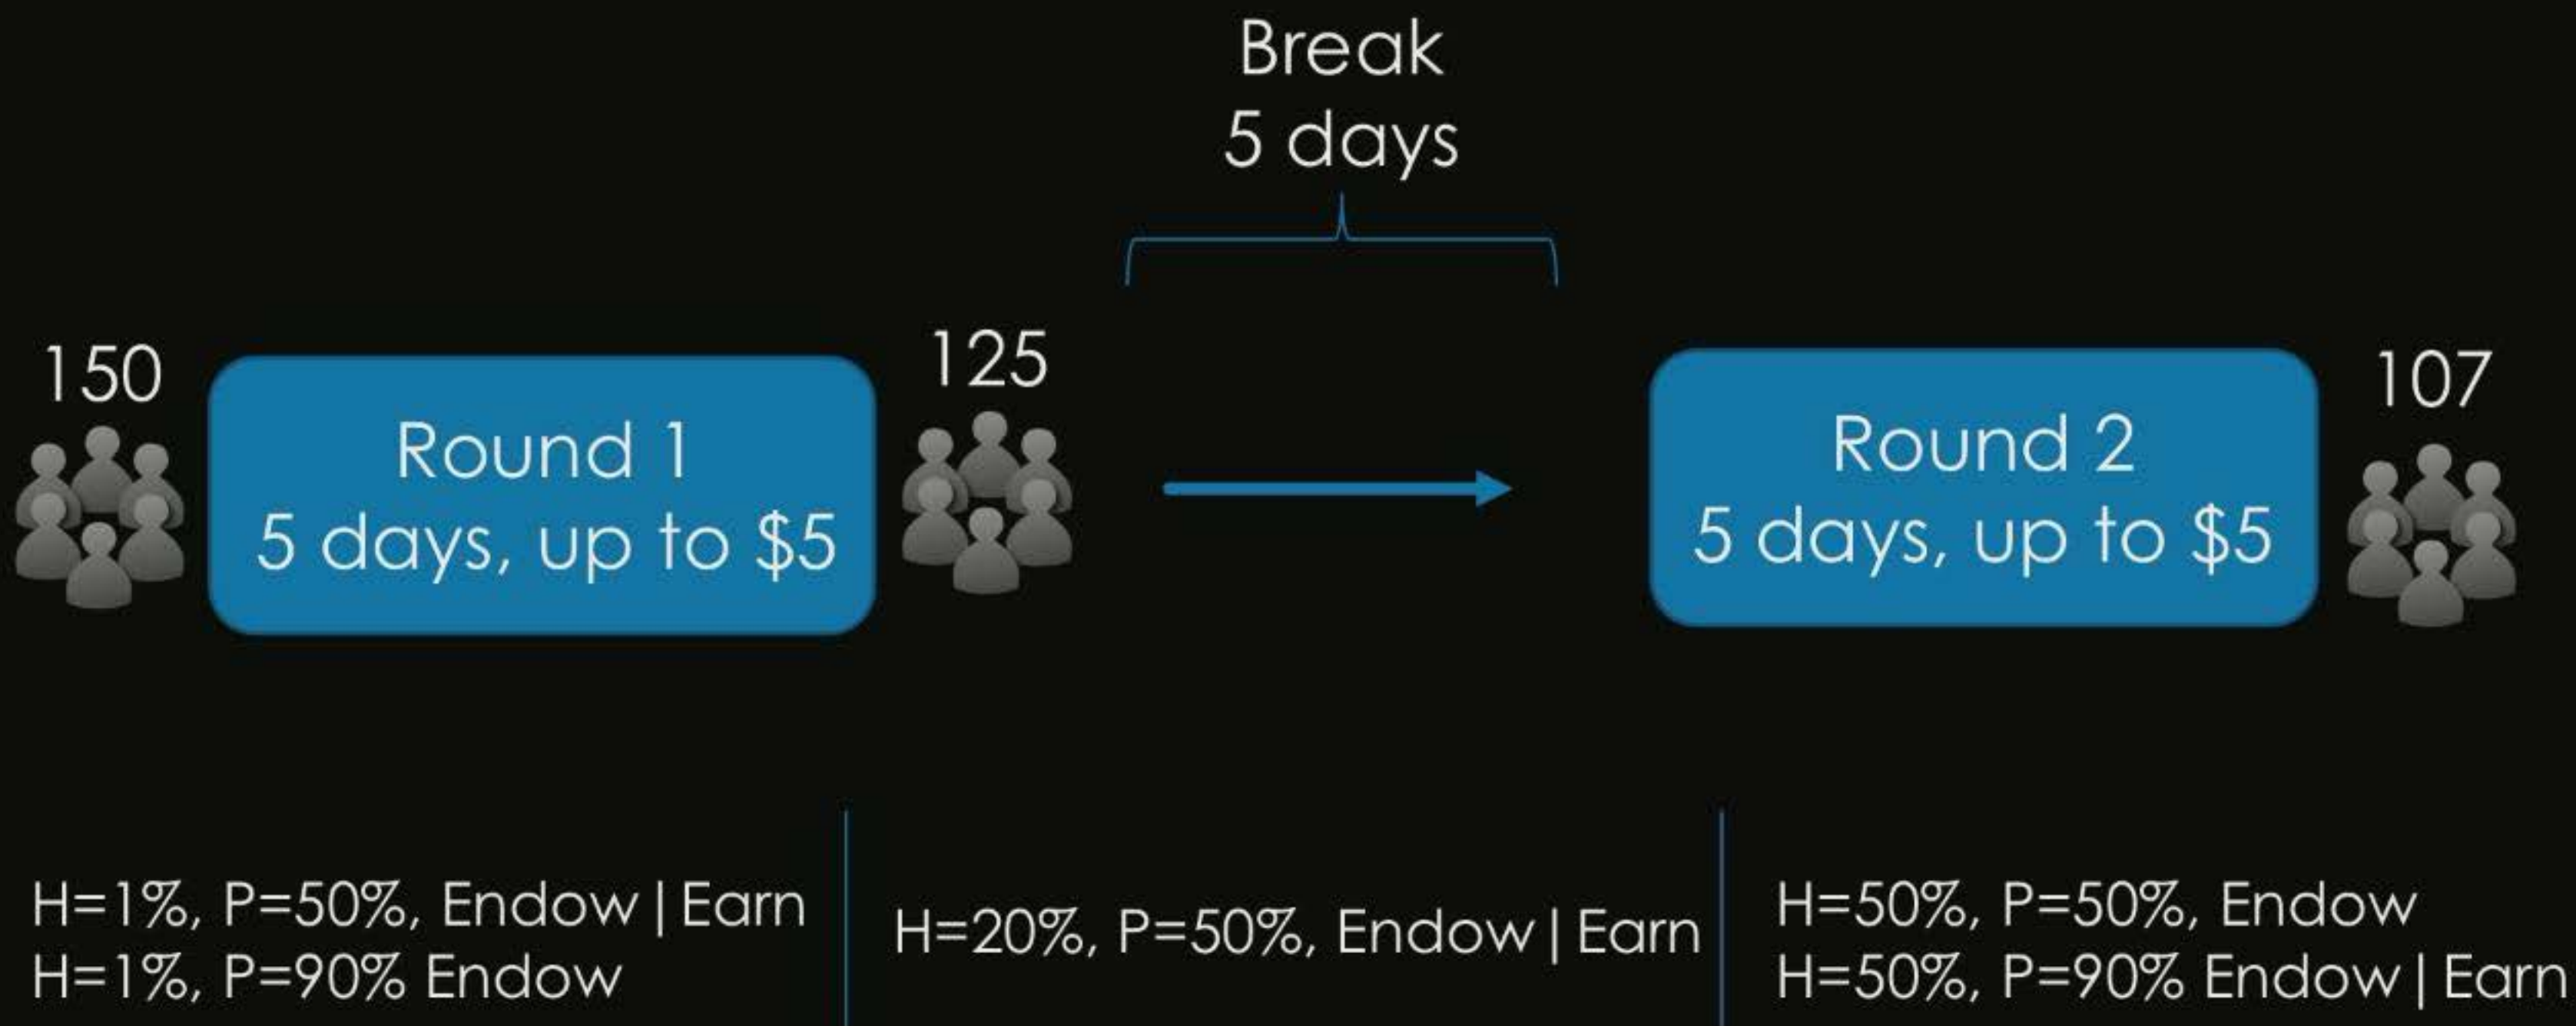 Break
5 days
150
Round 1
5 days, up to $5
125
Round 2
5 days, up to $5
107
H=1%, P=50%, Endow|Earn
H=1%, P=90% Endow
H=20%, P=50%, Endow|Earn
H=50%, P=50%, Endow
H=50%, P=90% Endow|Earn